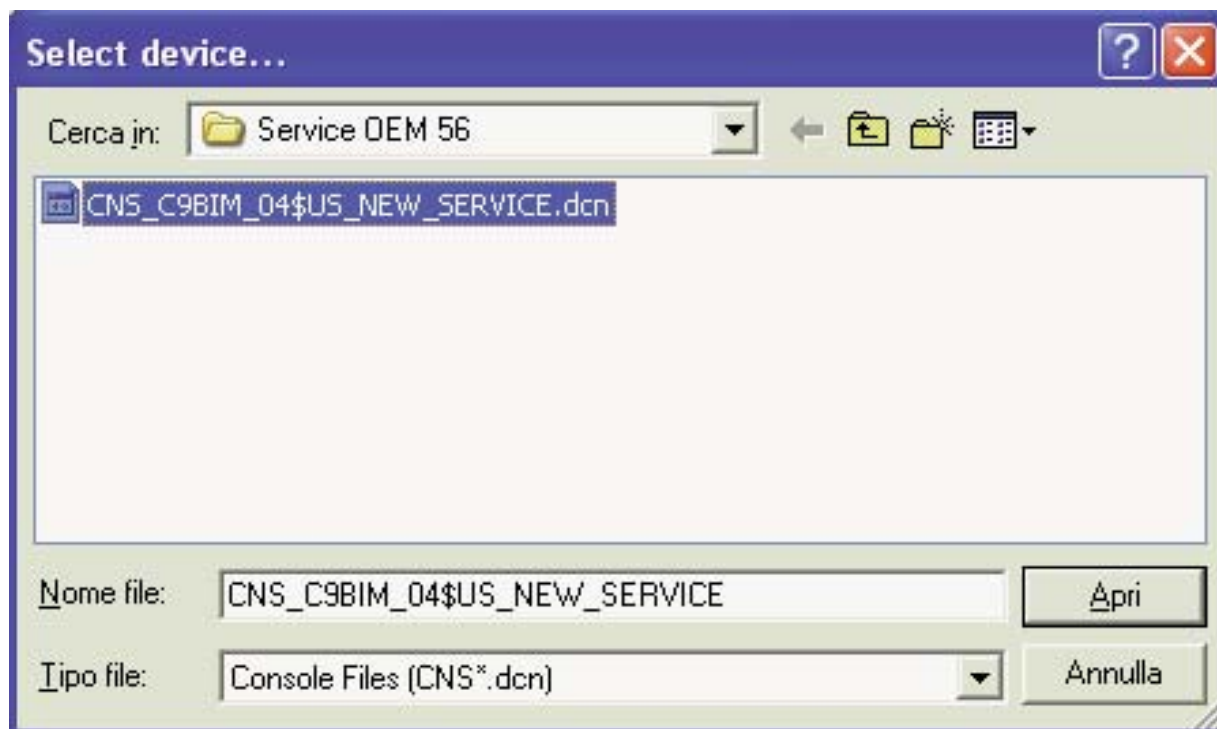 Select device...
?
Cerca in: Service OEM 56
CNS_C9BIM_04$US_NEW_SERVICE.dcn
Nome file: CNS_C9BIM_04$US_NEW_SERVICE Apri
Tipo file: Console Files (CNS*.dcn) Annulla